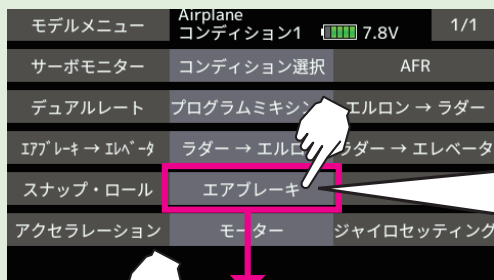 モデルメニュー Airplane コンディション1 7.8V 1/1
サーボモニター コンディション選択 AFR
デュアルレート プログラムミキシン エルロン → ラダー
ｴｱﾌﾞﾚｰｷ → ｴﾚﾍﾞｰﾀ ラダー → エルロ ラダー → エレベータ
スナップ・ロール エアブレーキ
アクセラレーション モーター ジャイロセッティング